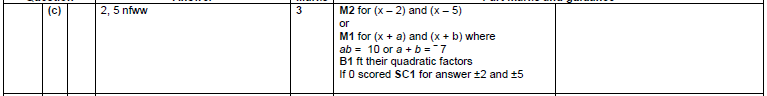 (c) 2, 5 nfww 3 M2 for (x – 2) and (x – 5)
or
M1 for (x + a) and (x + b) where
ab = 10 or a + b = ⁻7
B1 ft their quadratic factors
If 0 scored SC1 for answer ±2 and ±5